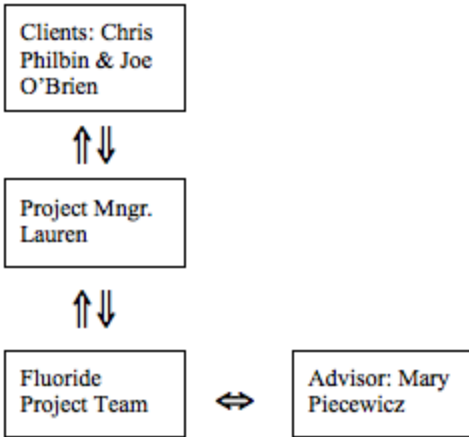 Clients: Chris
Philbin & Joe
O'Brien
Project Mngr.
Lauren
Fluoride
Project Team
Advisor: Mary
Piecewicz